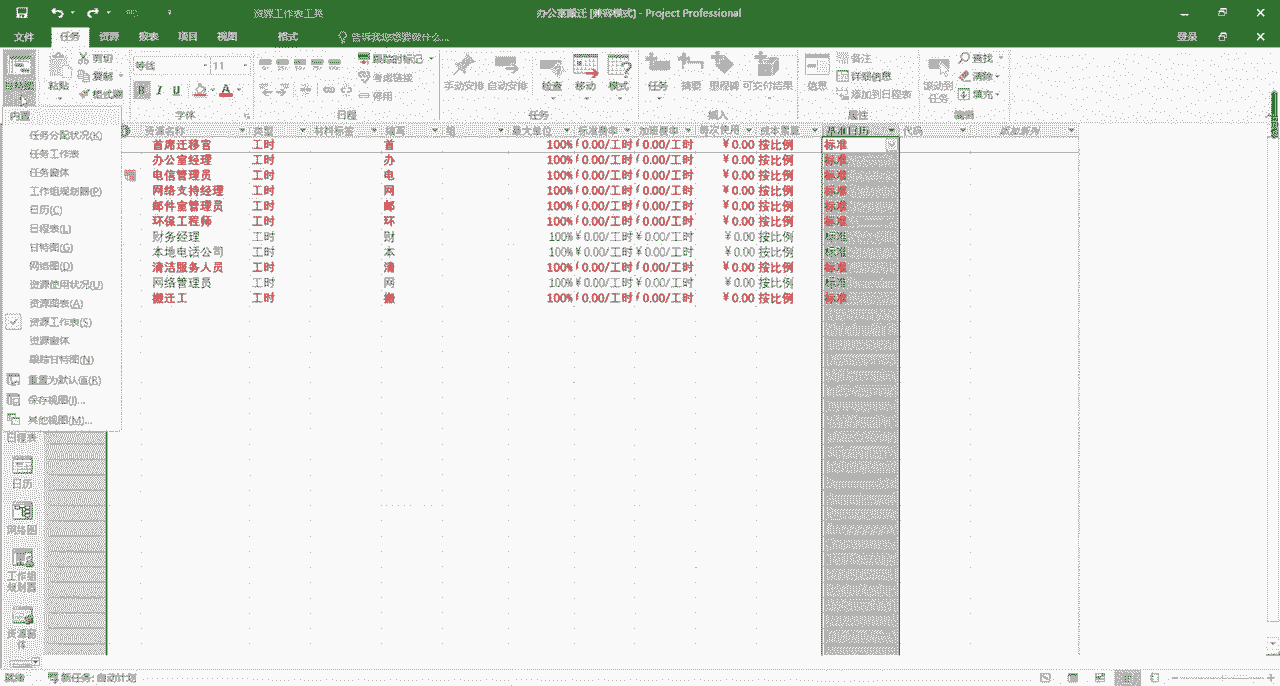 资源工作表工具
办公室搬迁 [兼容模式] - Project Professional
文件 任务 资源 报表 项目 视图 格式 告诉我您想要做什么... 登录
甘特图 粘贴 剪切 复制 格式刷
等线 11
B I U A
跟踪的标记 考虑链接 停用
手动安排 自动安排 检查 移动 模式
任务 摘要 里程碑 可交付结果
信息 备注 详细信息 添加到日程表
滚动到任务 查找 清除 填充
字体 日程 任务 插入 属性 编辑
内置
任务分配状况(K)
任务工作表
任务窗体
工作组规划器(P)
日历(C)
日程表(L)
甘特图(G)
网络图(D)
资源使用状况(U)
资源图表(A)
资源工作表(S)
资源窗体
跟踪甘特图(N)
重置为默认值(R)
保存视图(I)...
其他视图(M)...
日程表
日历
网络图
工作组规划器
资源窗体
资源名称 类型 材料标签 缩写 组 最大单位 标准费率 加班费率 每次使用 成本累算 基准日历 代码 添加新列
首席迁移官 工时 首 100% ¥0.00/工时 ¥0.00/工时 ¥0.00 按比例 标准
办公室经理 工时 办 100% ¥0.00/工时 ¥0.00/工时 ¥0.00 按比例 标准
电信管理员 工时 电 100% ¥0.00/工时 ¥0.00/工时 ¥0.00 按比例 标准
网络支持经理 工时 网 100% ¥0.00/工时 ¥0.00/工时 ¥0.00 按比例 标准
邮件室管理员 工时 邮 100% ¥0.00/工时 ¥0.00/工时 ¥0.00 按比例 标准
环保工程师 工时 环 100% ¥0.00/工时 ¥0.00/工时 ¥0.00 按比例 标准
财务经理 工时 财 100% ¥0.00/工时 ¥0.00/工时 ¥0.00 按比例 标准
本地电话公司 工时 本 100% ¥0.00/工时 ¥0.00/工时 ¥0.00 按比例 标准
清洁服务人员 工时 清 100% ¥0.00/工时 ¥0.00/工时 ¥0.00 按比例 标准
网络管理员 工时 网 100% ¥0.00/工时 ¥0.00/工时 ¥0.00 按比例 标准
搬迁工 工时 搬 100% ¥0.00/工时 ¥0.00/工时 ¥0.00 按比例 标准
就绪 新任务: 自动计划